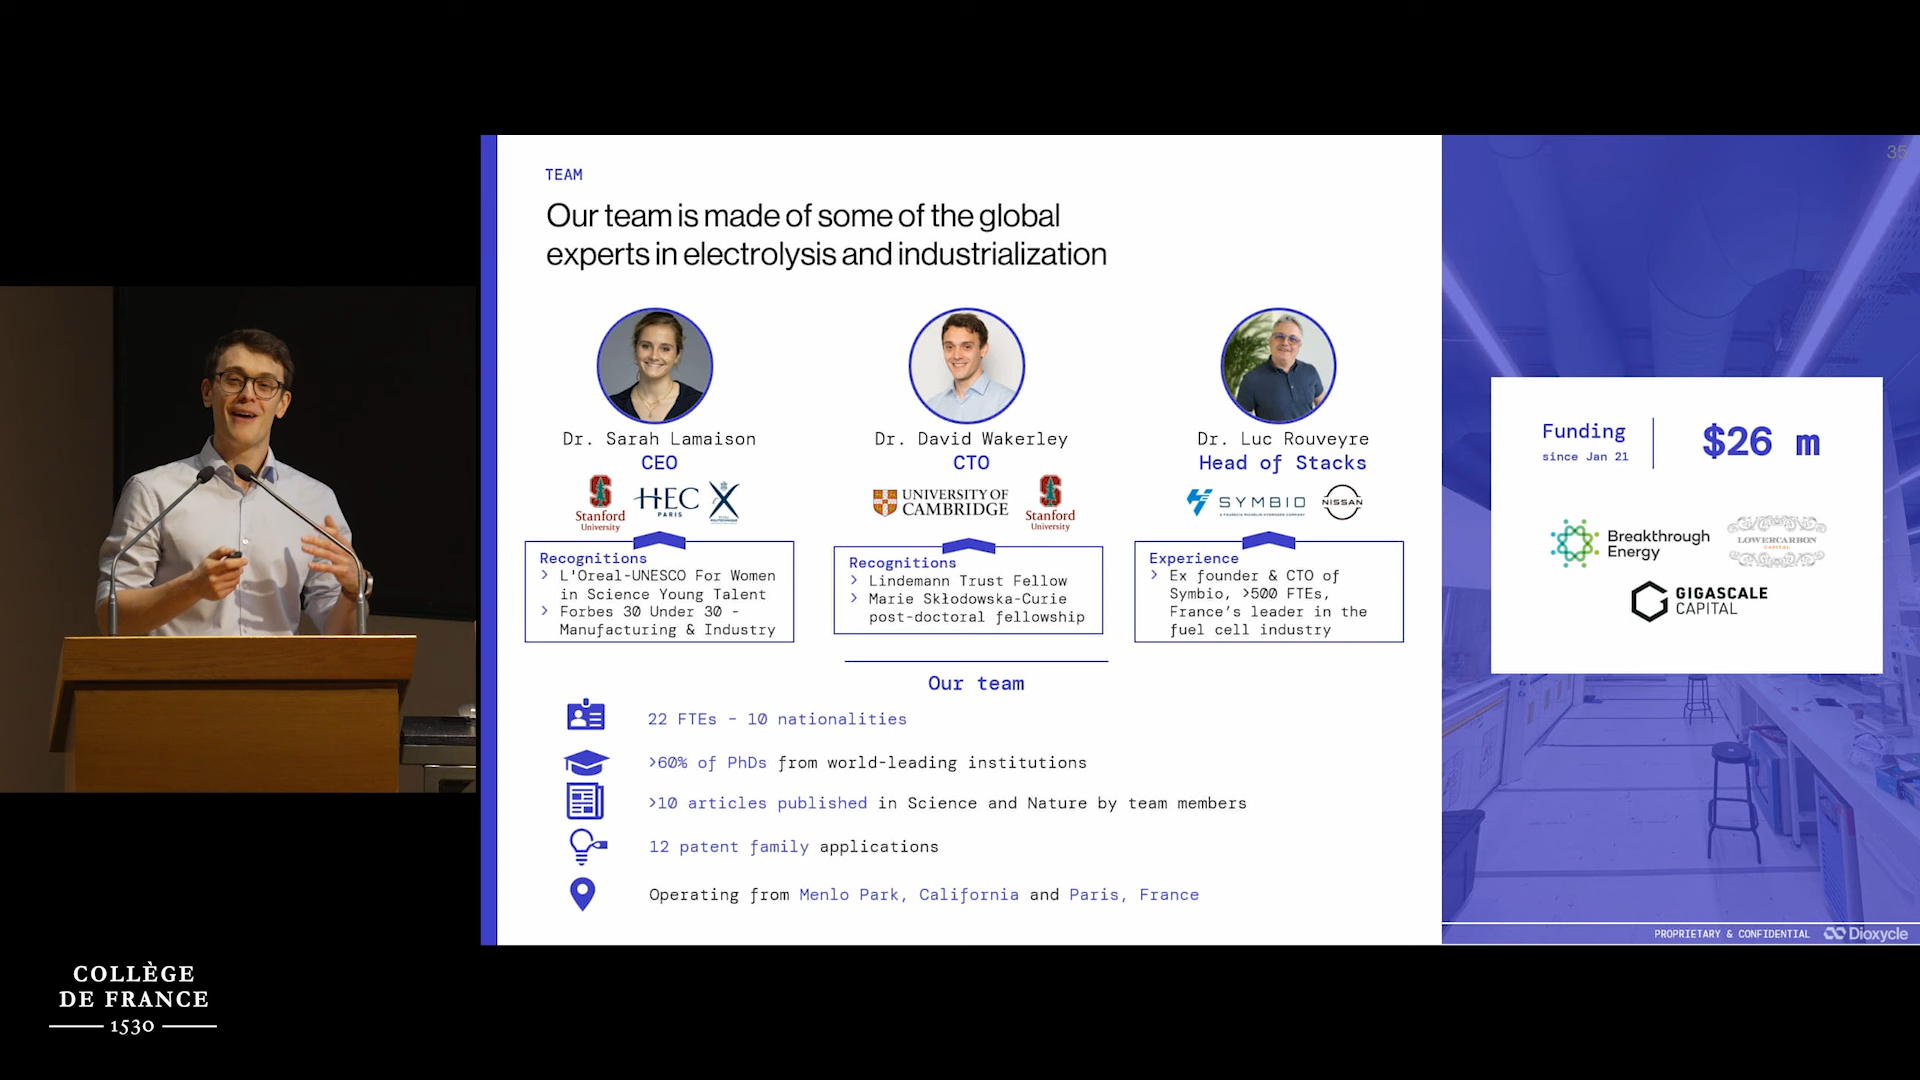 35
TEAM
Our team is made of some of the global
experts in electrolysis and industrialization
Dr. Sarah Lamaison
CEO
Stanford
University
HEC
PARIS
Recognitions
> L'Oreal-UNESCO For Women
in Science Young Talent
> Forbes 30 Under 30 -
Manufacturing & Industry
Dr. David Wakerley
CTO
UNIVERSITY OF
CAMBRIDGE
Stanford
University
Recognitions
> Lindemann Trust Fellow
> Marie Skłodowska-Curie
post-doctoral fellowship
Dr. Luc Rouveyre
Head of Stacks
SYMBIO
A FAURECIA MICHELIN HYDROGEN COMPANY
NISSAN
Experience
> Ex founder & CTO of
Symbio, >500 FTEs,
France's leader in the
fuel cell industry
Our team
22 FTEs - 10 nationalities
>60% of PhDs from world-leading institutions
>10 articles published in Science and Nature by team members
12 patent family applications
Operating from Menlo Park, California and Paris, France
Funding
since Jan 21
$26 m
Breakthrough
Energy
LOWERCARBON
CAPITAL
GIGASCALE
CAPITAL
PROPRIETARY & CONFIDENTIAL
Dioxycle
COLLÈGE
DE FRANCE
1530